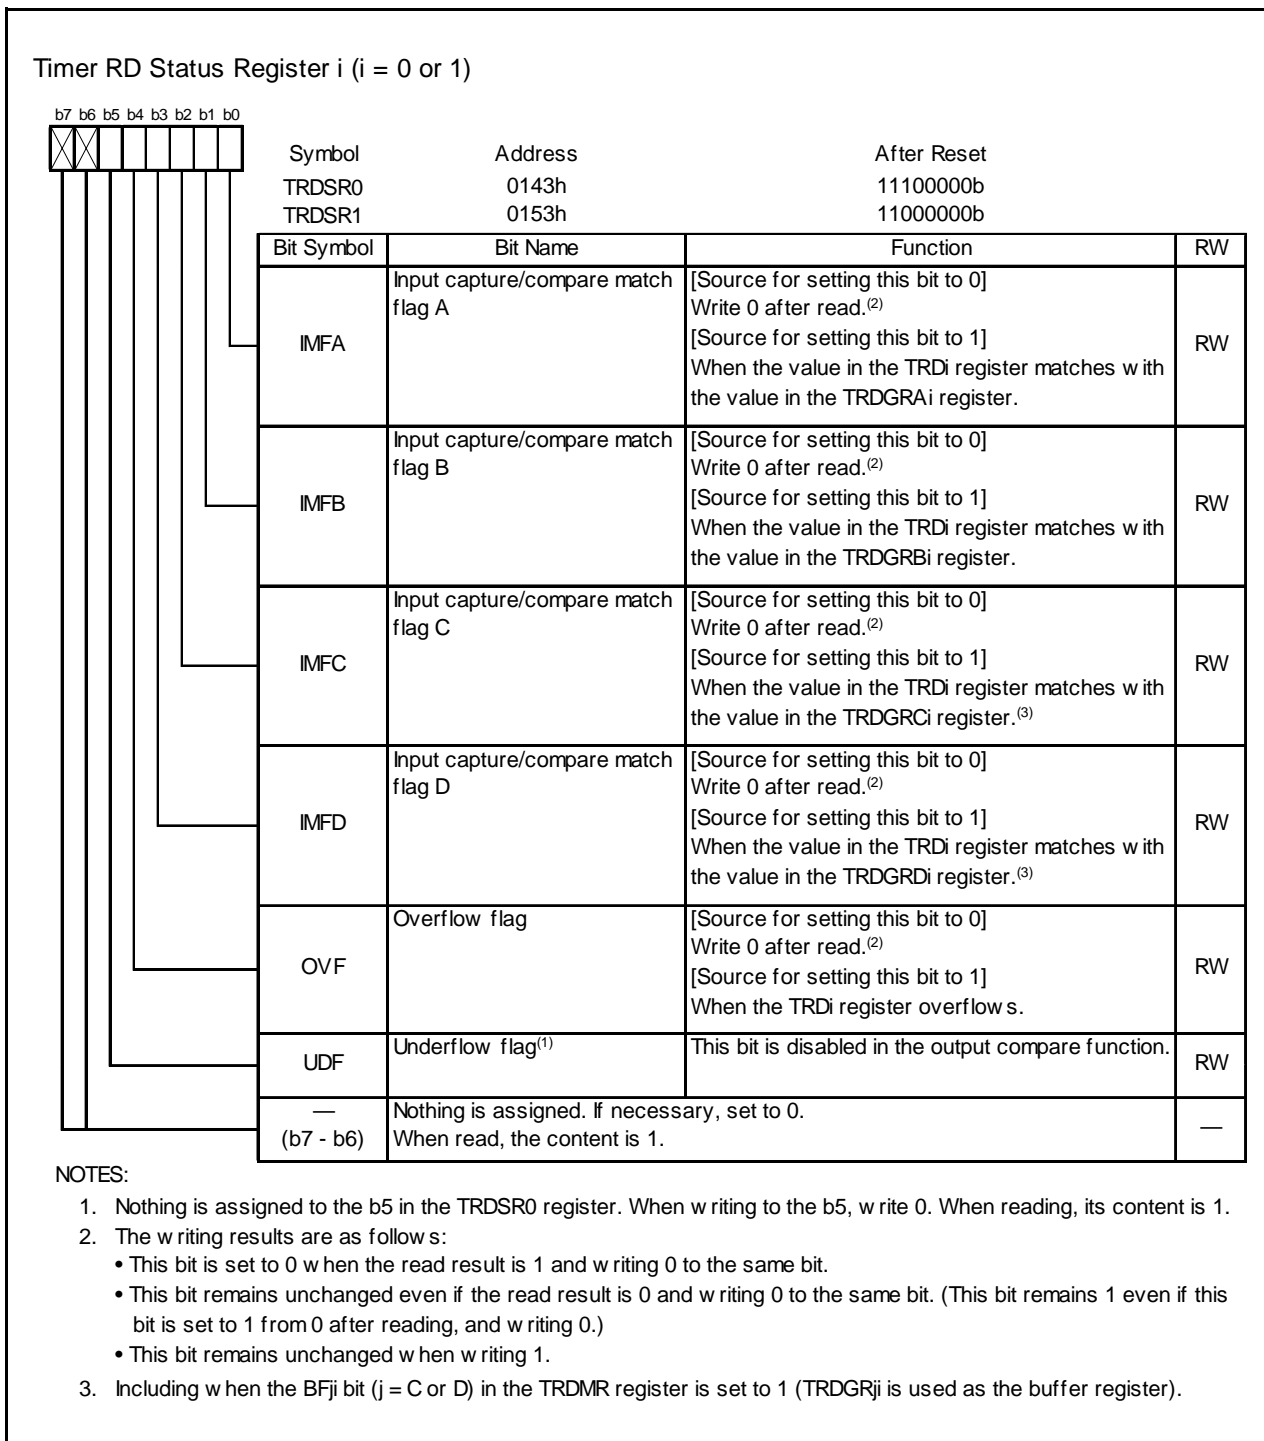 Timer RD Status Register i (i = 0 or 1)
b7 b6 b5 b4 b3 b2 b1 b0
Symbol Address After Reset
TRDSR0 0143h 11100000b
TRDSR1 0153h 11000000b
Bit Symbol Bit Name Function RW
IMFA Input capture/compare match flag A [Source for setting this bit to 0]
Write 0 after read.(2)
[Source for setting this bit to 1]
When the value in the TRDi register matches with
the value in the TRDGRAi register. RW
IMFB Input capture/compare match flag B [Source for setting this bit to 0]
Write 0 after read.(2)
[Source for setting this bit to 1]
When the value in the TRDi register matches with
the value in the TRDGRBi register. RW
IMFC Input capture/compare match flag C [Source for setting this bit to 0]
Write 0 after read.(2)
[Source for setting this bit to 1]
When the value in the TRDi register matches with
the value in the TRDGRCi register.(3) RW
IMFD Input capture/compare match flag D [Source for setting this bit to 0]
Write 0 after read.(2)
[Source for setting this bit to 1]
When the value in the TRDi register matches with
the value in the TRDGRDi register.(3) RW
OVF Overflow flag [Source for setting this bit to 0]
Write 0 after read.(2)
[Source for setting this bit to 1]
When the TRDi register overflows. RW
UDF Underflow flag(1) This bit is disabled in the output compare function. RW
— Nothing is assigned. If necessary, set to 0.
(b7 - b6) When read, the content is 1. —
NOTES:
1. Nothing is assigned to the b5 in the TRDSR0 register. When writing to the b5, write 0. When reading, its content is 1.
2. The writing results are as follows:
• This bit is set to 0 when the read result is 1 and writing 0 to the same bit.
• This bit remains unchanged even if the read result is 0 and writing 0 to the same bit. (This bit remains 1 even if this
bit is set to 1 from 0 after reading, and writing 0.)
• This bit remains unchanged when writing 1.
3. Including when the BFji bit (j = C or D) in the TRDMR register is set to 1 (TRDGRji is used as the buffer register).